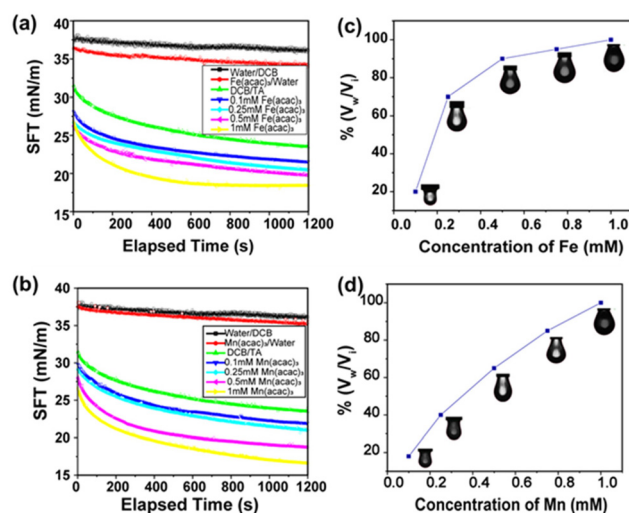 (a)
SFT (mN/m)
40
35
30
25
20
15
Water/DCB
Fe(acac)₃/Water
DCB/TA
0.1mM Fe(acac)₃
0.25mM Fe(acac)₃
0.5mM Fe(acac)₃
1mM Fe(acac)₃
0 200 400 600 800 1000 1200
Elapsed Time (s)
(c)
% (Vw/Vi)
100
80
60
40
20
0.0 0.2 0.4 0.6 0.8 1.0
Concentration of Fe (mM)
(b)
SFT (mN/m)
40
35
30
25
20
15
Water/DCB
Mn(acac)₃/Water
DCB/TA
0.1mM Mn(acac)₃
0.25mM Mn(acac)₃
0.5mM Mn(acac)₃
1mM Mn(acac)₃
0 200 400 600 800 1000 1200
Elapsed Time (s)
(d)
% (Vw/Vi)
100
80
60
40
20
0.0 0.2 0.4 0.6 0.8 1.0
Concentration of Mn (mM)